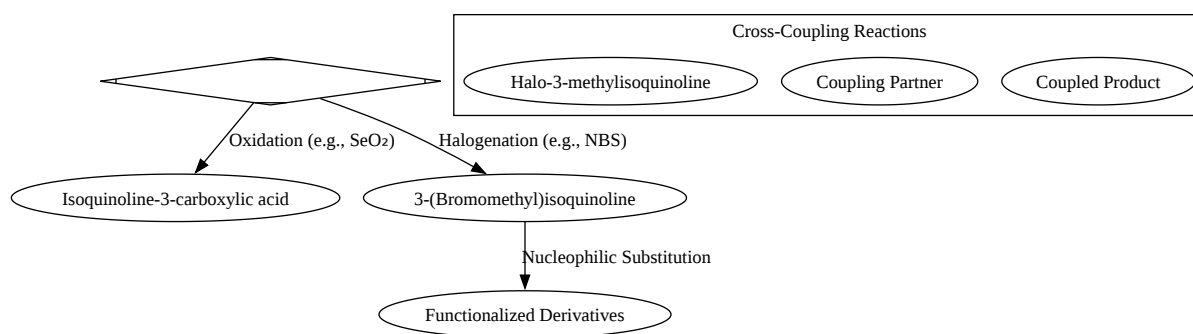 Cross-Coupling Reactions
Halo-3-methylisoquinoline
Coupling Partner
Coupled Product
Oxidation (e.g., SeO₂)
Halogenation (e.g., NBS)
Isoquinoline-3-carboxylic acid
3-(Bromomethyl)isoquinoline
Nucleophilic Substitution
Functionalized Derivatives